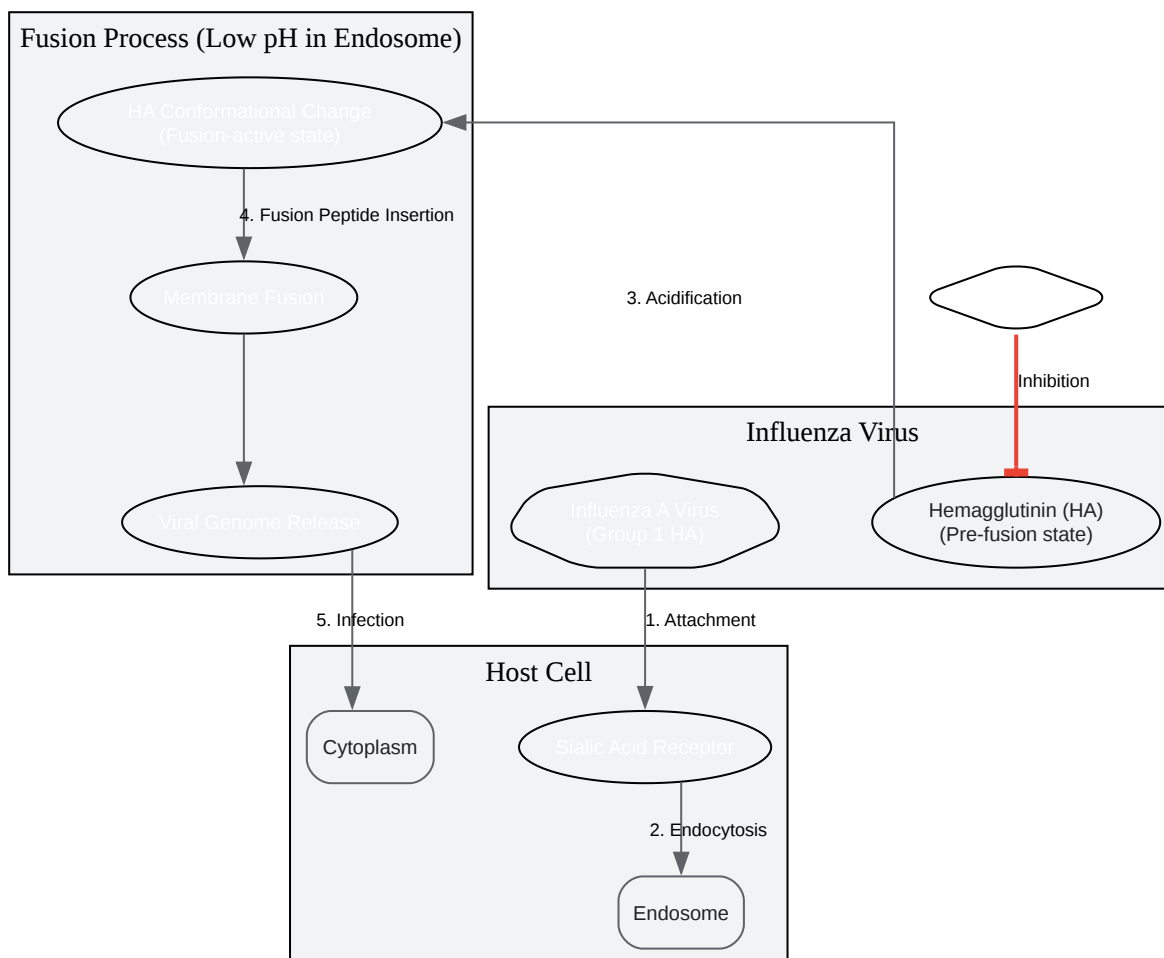 Fusion Process (Low pH in Endosome)
HA Conformational Change
(Fusion-active state)
4. Fusion Peptide Insertion
Membrane Fusion
3. Acidification
Inhibition
Influenza Virus
Influenza A Virus
(Group 1 HA)
Hemagglutinin (HA)
(Pre-fusion state)
Viral Genome Release
5. Infection
1. Attachment
Host Cell
Cytoplasm
Sialic Acid Receptor
2. Endocytosis
Endosome